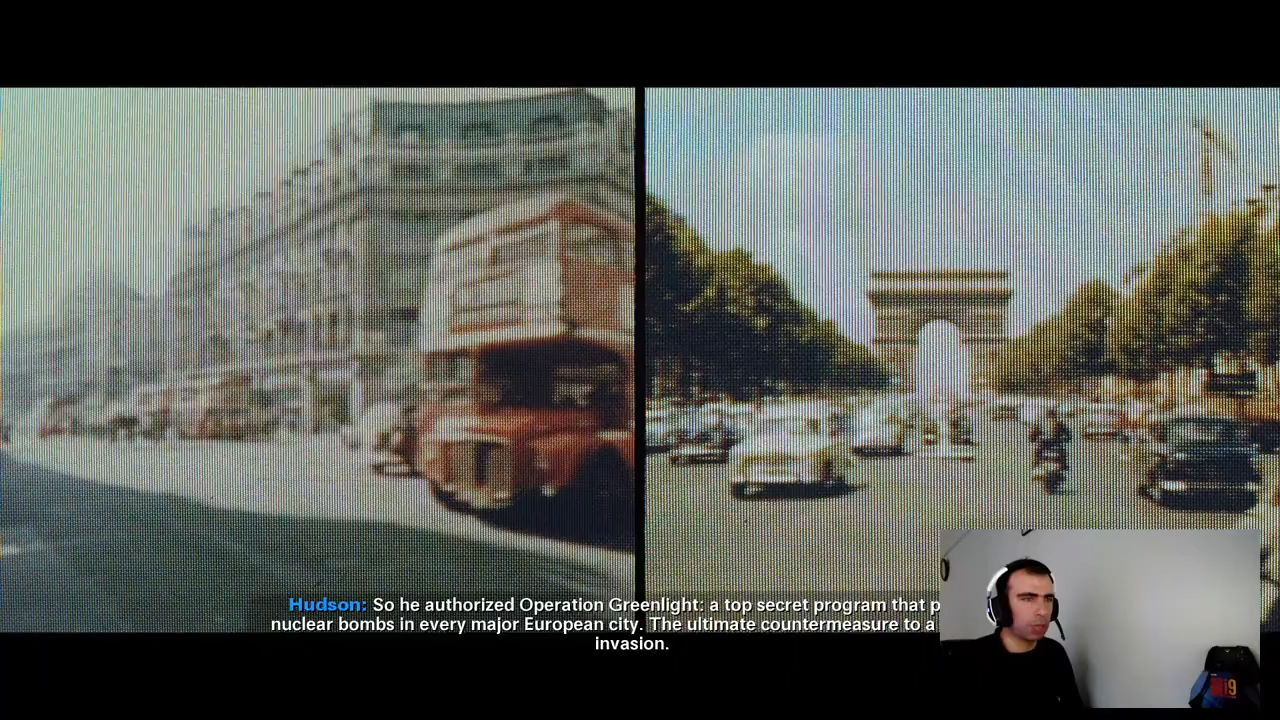 Hudson: So he authorized Operation Greenlight: a top secret program that p
nuclear bombs in every major European city. The ultimate countermeasure to a
invasion.
i9